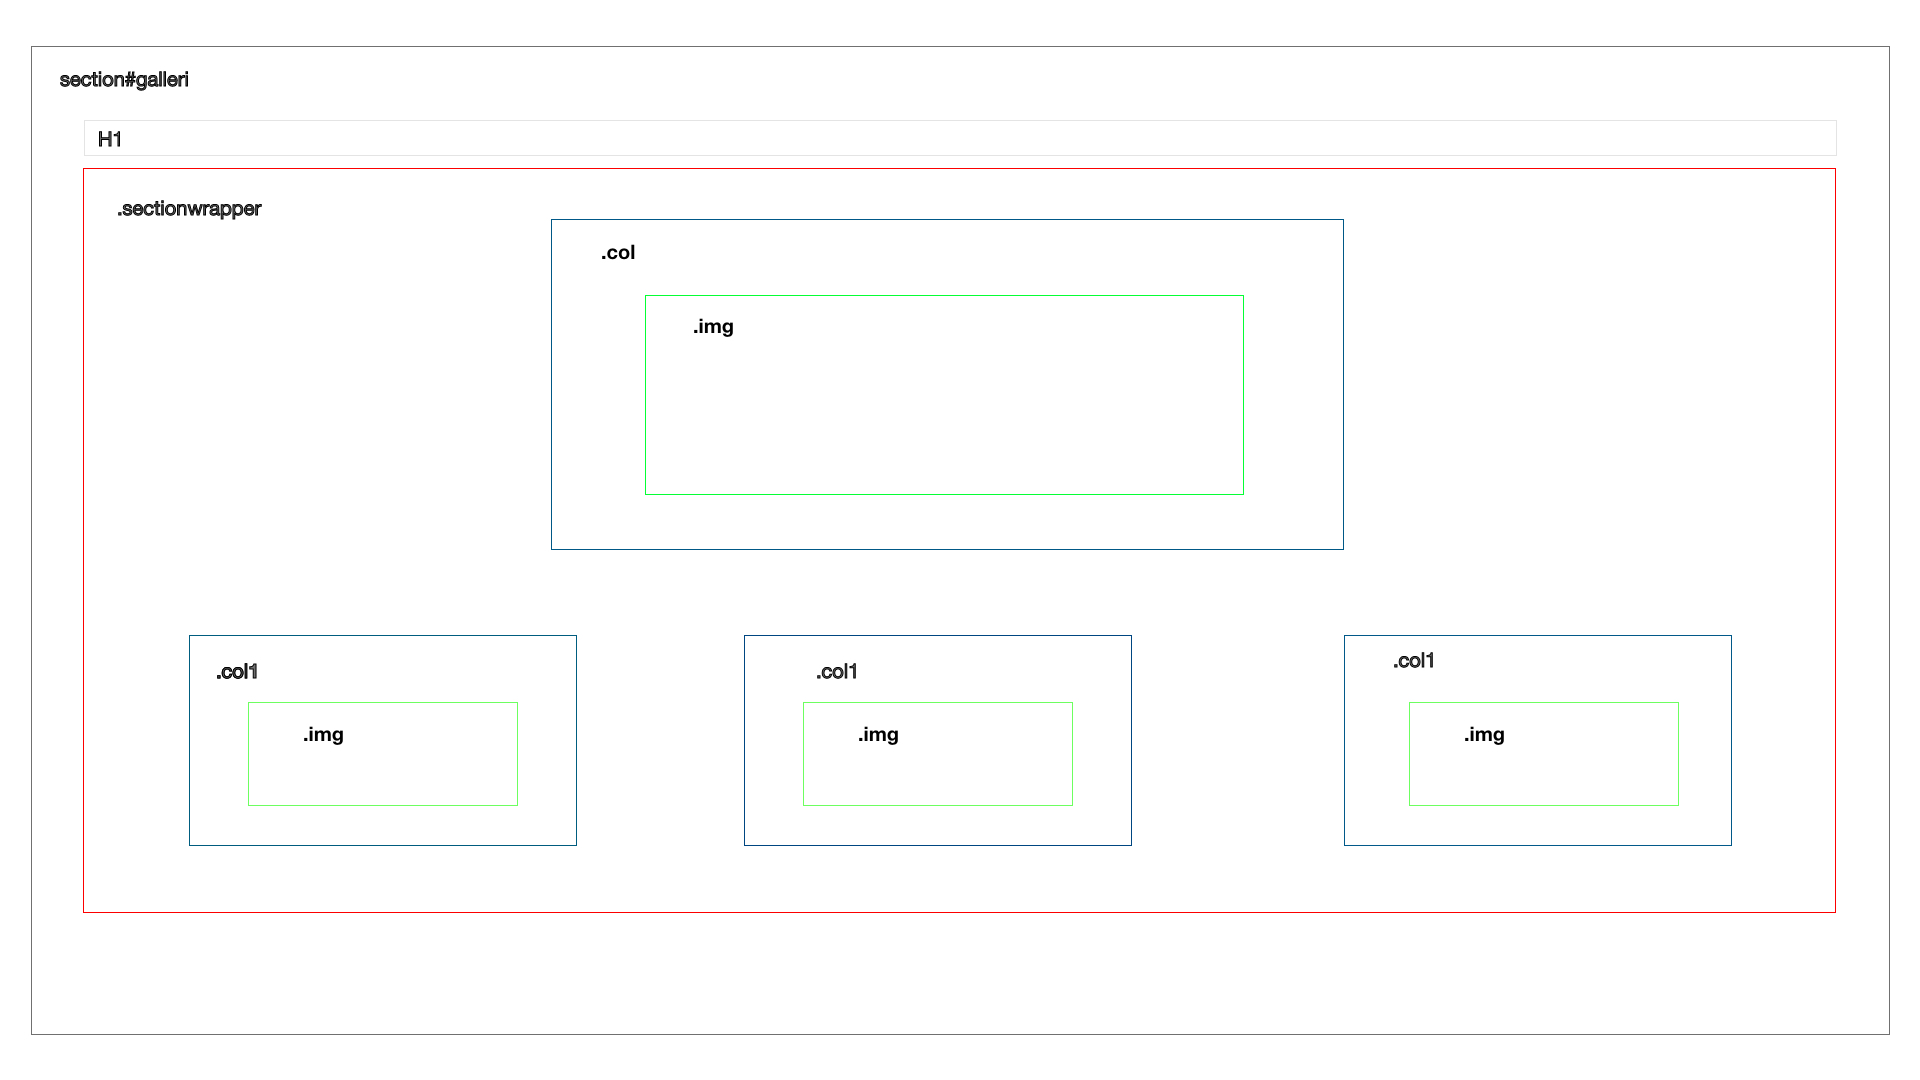 section#galleri
H1
.sectionwrapper
.col
.img
.col1
.col1
.col1
.img
.img
.img